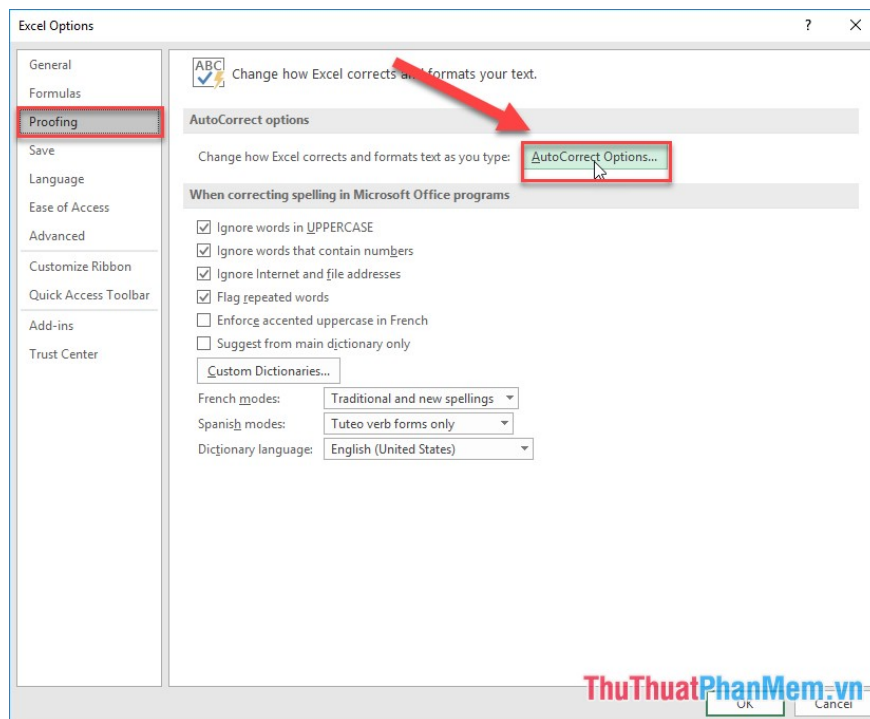 Excel Options
?
General
Formulas
Proofing
Save
Language
Ease of Access
Advanced
Customize Ribbon
Quick Access Toolbar
Add-ins
Trust Center
ABC
Change how Excel corrects and formats your text.
AutoCorrect options
Change how Excel corrects and formats text as you type: AutoCorrect Options...
When correcting spelling in Microsoft Office programs
Ignore words in UPPERCASE
Ignore words that contain numbers
Ignore Internet and file addresses
Flag repeated words
Enforce accented uppercase in French
Suggest from main dictionary only
Custom Dictionaries...
French modes: Traditional and new spellings
Spanish modes: Tuteo verb forms only
Dictionary language: English (United States)
ThuThuatPhanMem.vn
OK Cancel